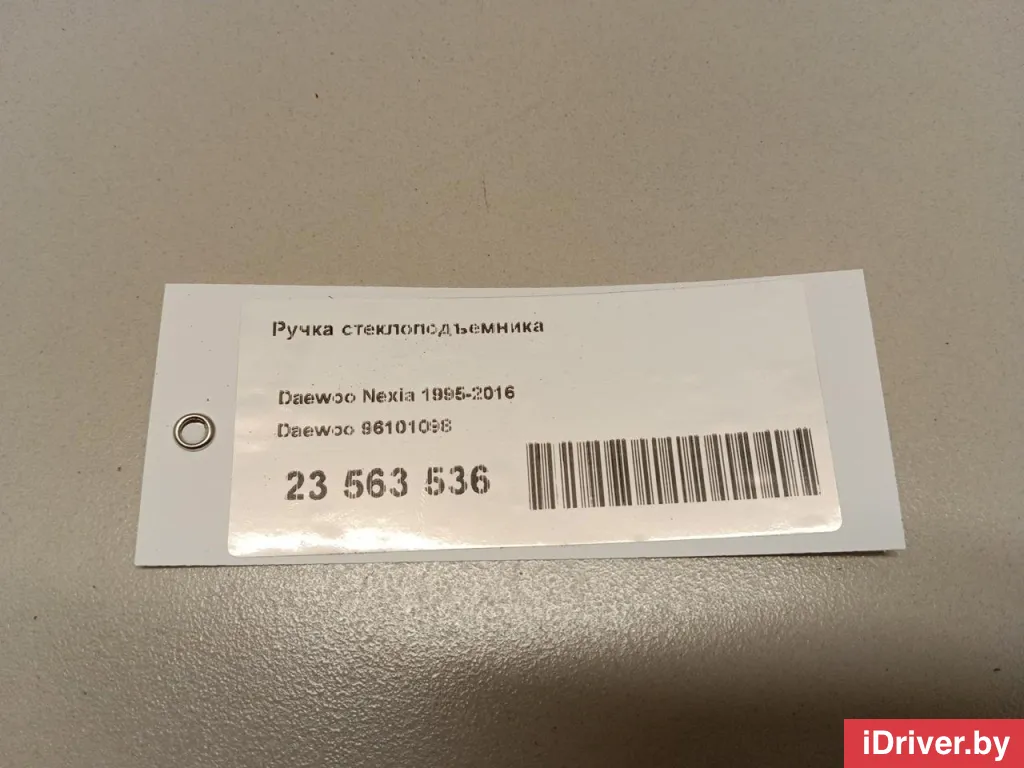 Ручка стеклоподъемника
Daewoo Nexia 1995-2016
Daewoo 96101098
23 563 536
iDriver.by